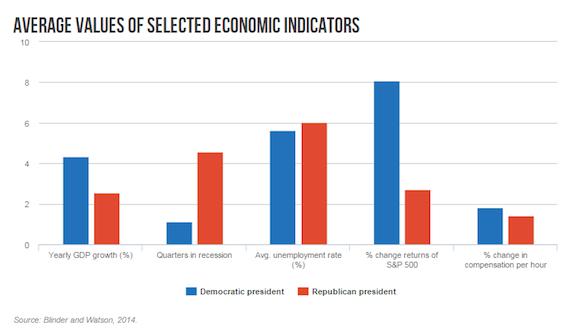 AVERAGE VALUES OF SELECTED ECONOMIC INDICATORS
10
8
6
4
2
0
Yearly GDP growth (%)
Quarters in recession
Avg. unemployment rate
(%)
% change returns of
S&P 500
% change in
compensation per hour
Democratic president
Republican president
Source: Blinder and Watson, 2014.